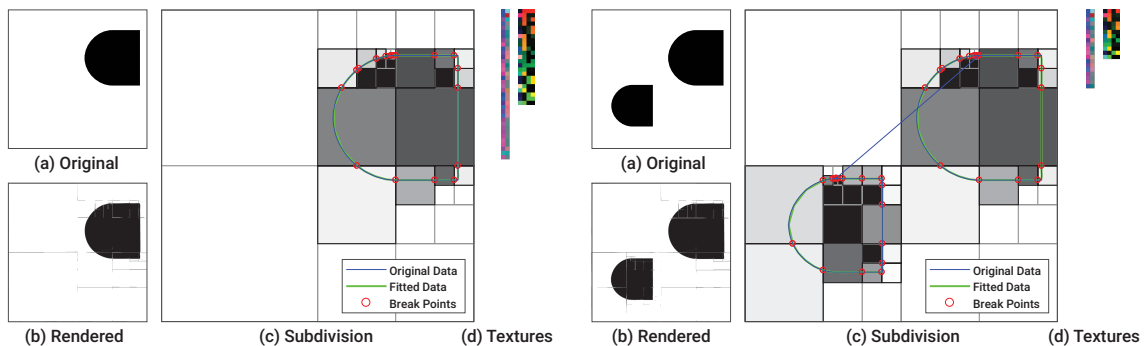 (a) Original
(b) Rendered
Original Data
Fitted Data
Break Points
(c) Subdivision
(d) Textures
(a) Original
(b) Rendered
Original Data
Fitted Data
Break Points
(c) Subdivision
(d) Textures